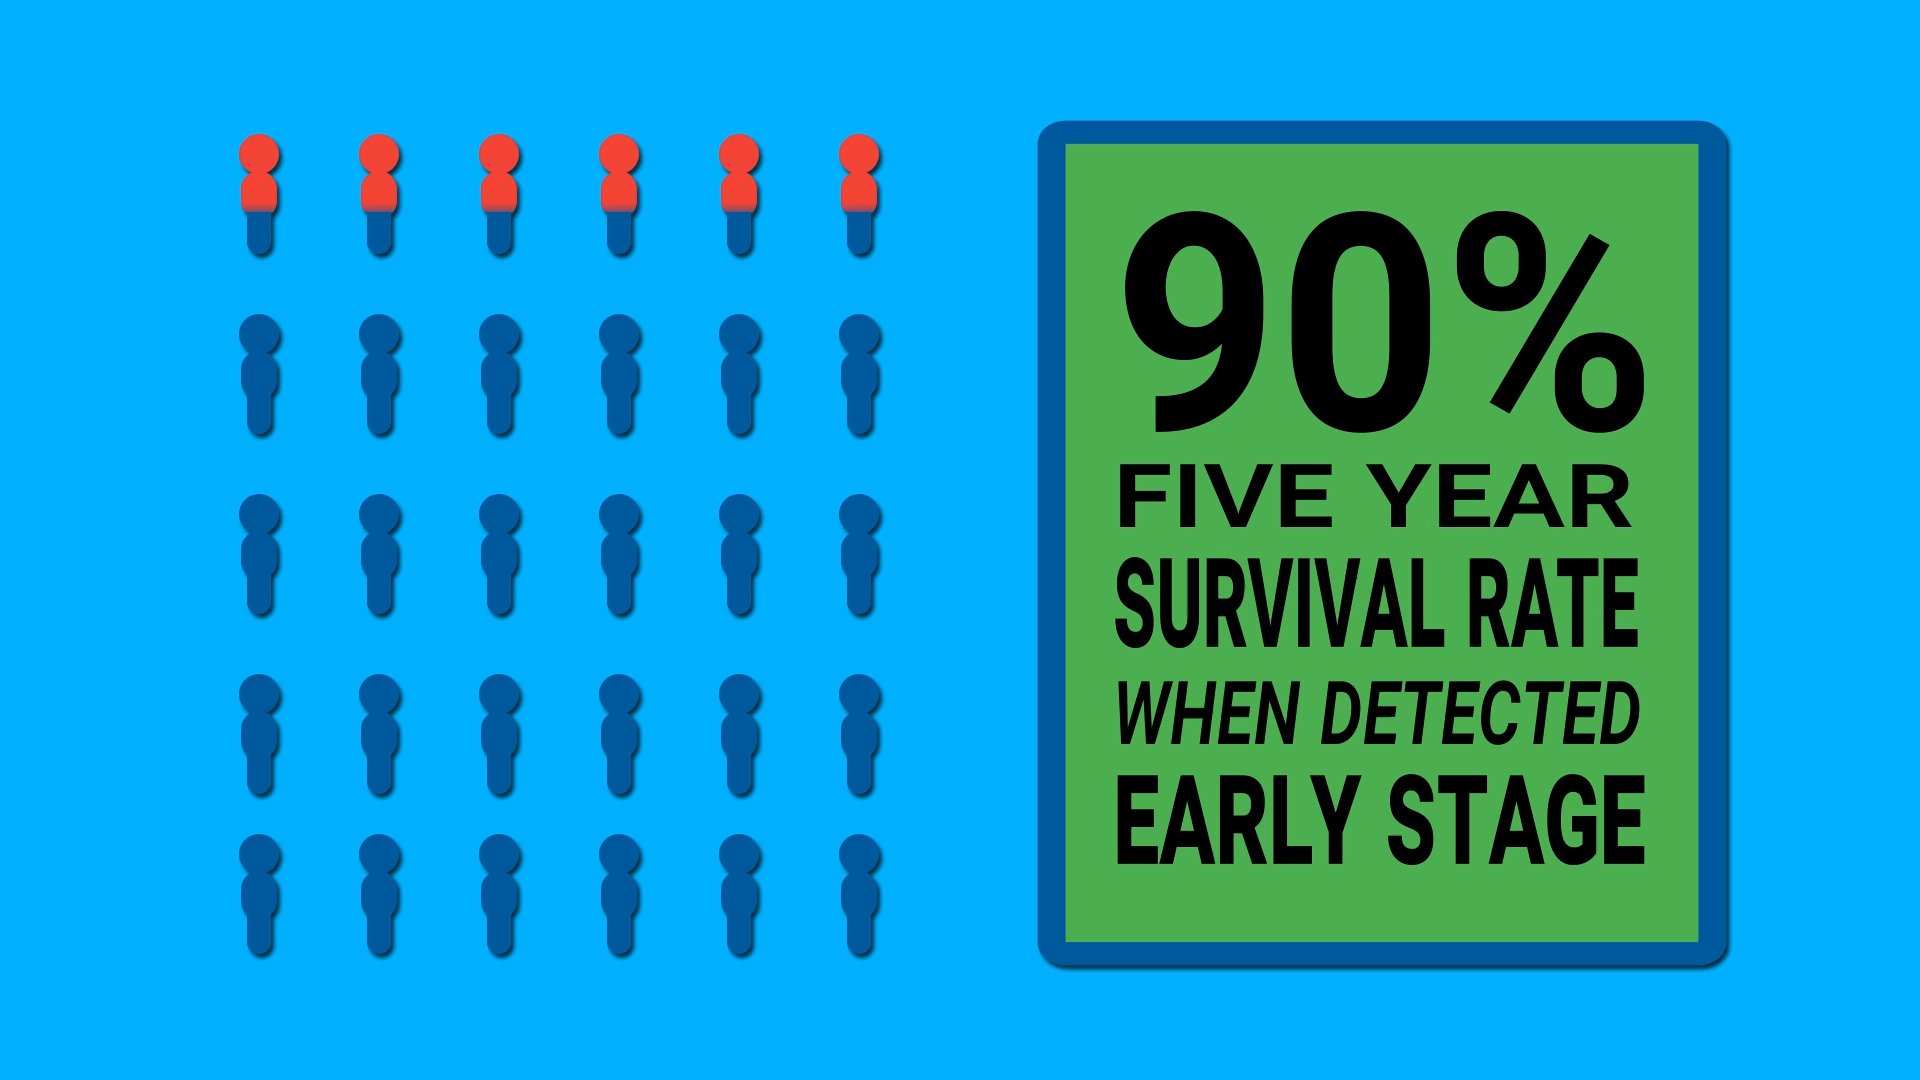 90%
FIVE YEAR
SURVIVAL RATE
WHEN DETECTED
EARLY STAGE